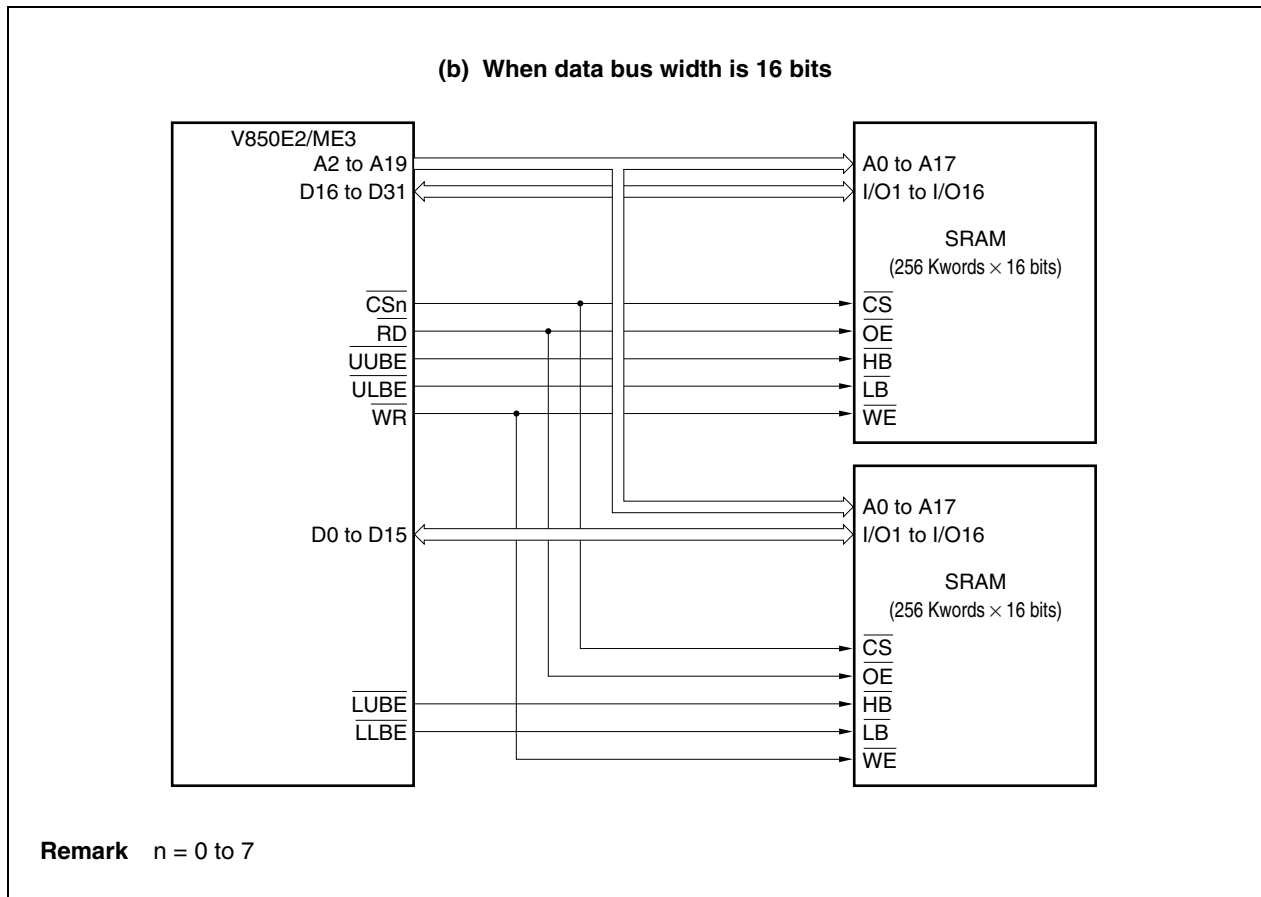 (b) When data bus width is 16 bits
V850E2/ME3
A2 to A19
D16 to D31
CSn
RD
UUBE
ULBE
WR
D0 to D15
LUBE
LLBE
A0 to A17
I/O1 to I/O16
SRAM
(256 Kwords × 16 bits)
CS
OE
HB
LB
WE
A0 to A17
I/O1 to I/O16
SRAM
(256 Kwords × 16 bits)
CS
OE
HB
LB
WE
Remark n = 0 to 7